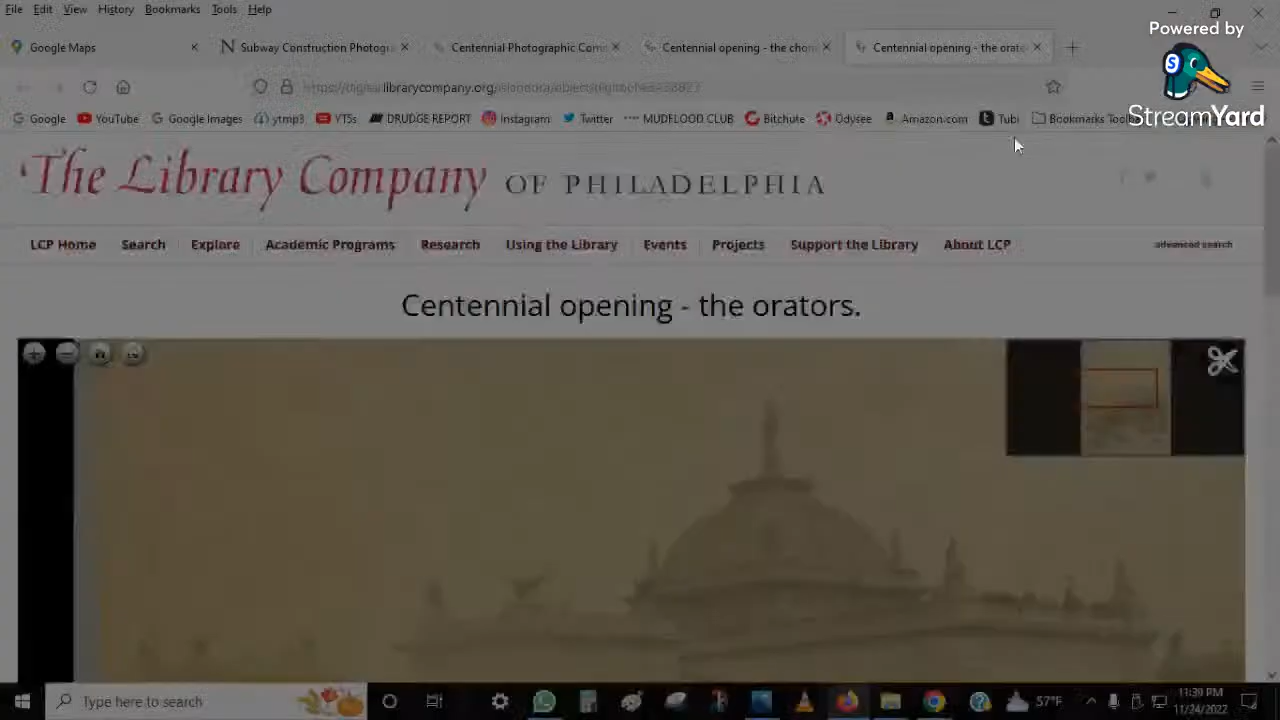 File Edit View History Bookmarks Tools Help
Powered by
StreamYard
Google Maps
Subway Construction Photogr
Centennial Photographic Com
Centennial opening - the chor
Centennial opening - the orato
Google YouTube Google Images ytmp3 YT5s DRUDGE REPORT Instagram Twitter MUDFLOOD CLUB Bitchute Odysee Amazon.com Tubi Bookmarks
The Library Company OF PHILADELPHIA
LCP Home Search Explore Academic Programs Research Using the Library Events Projects Support the Library About LCP
advanced search
Centennial opening - the orators.
Type here to search
57°F
11:39 PM
11/24/2022